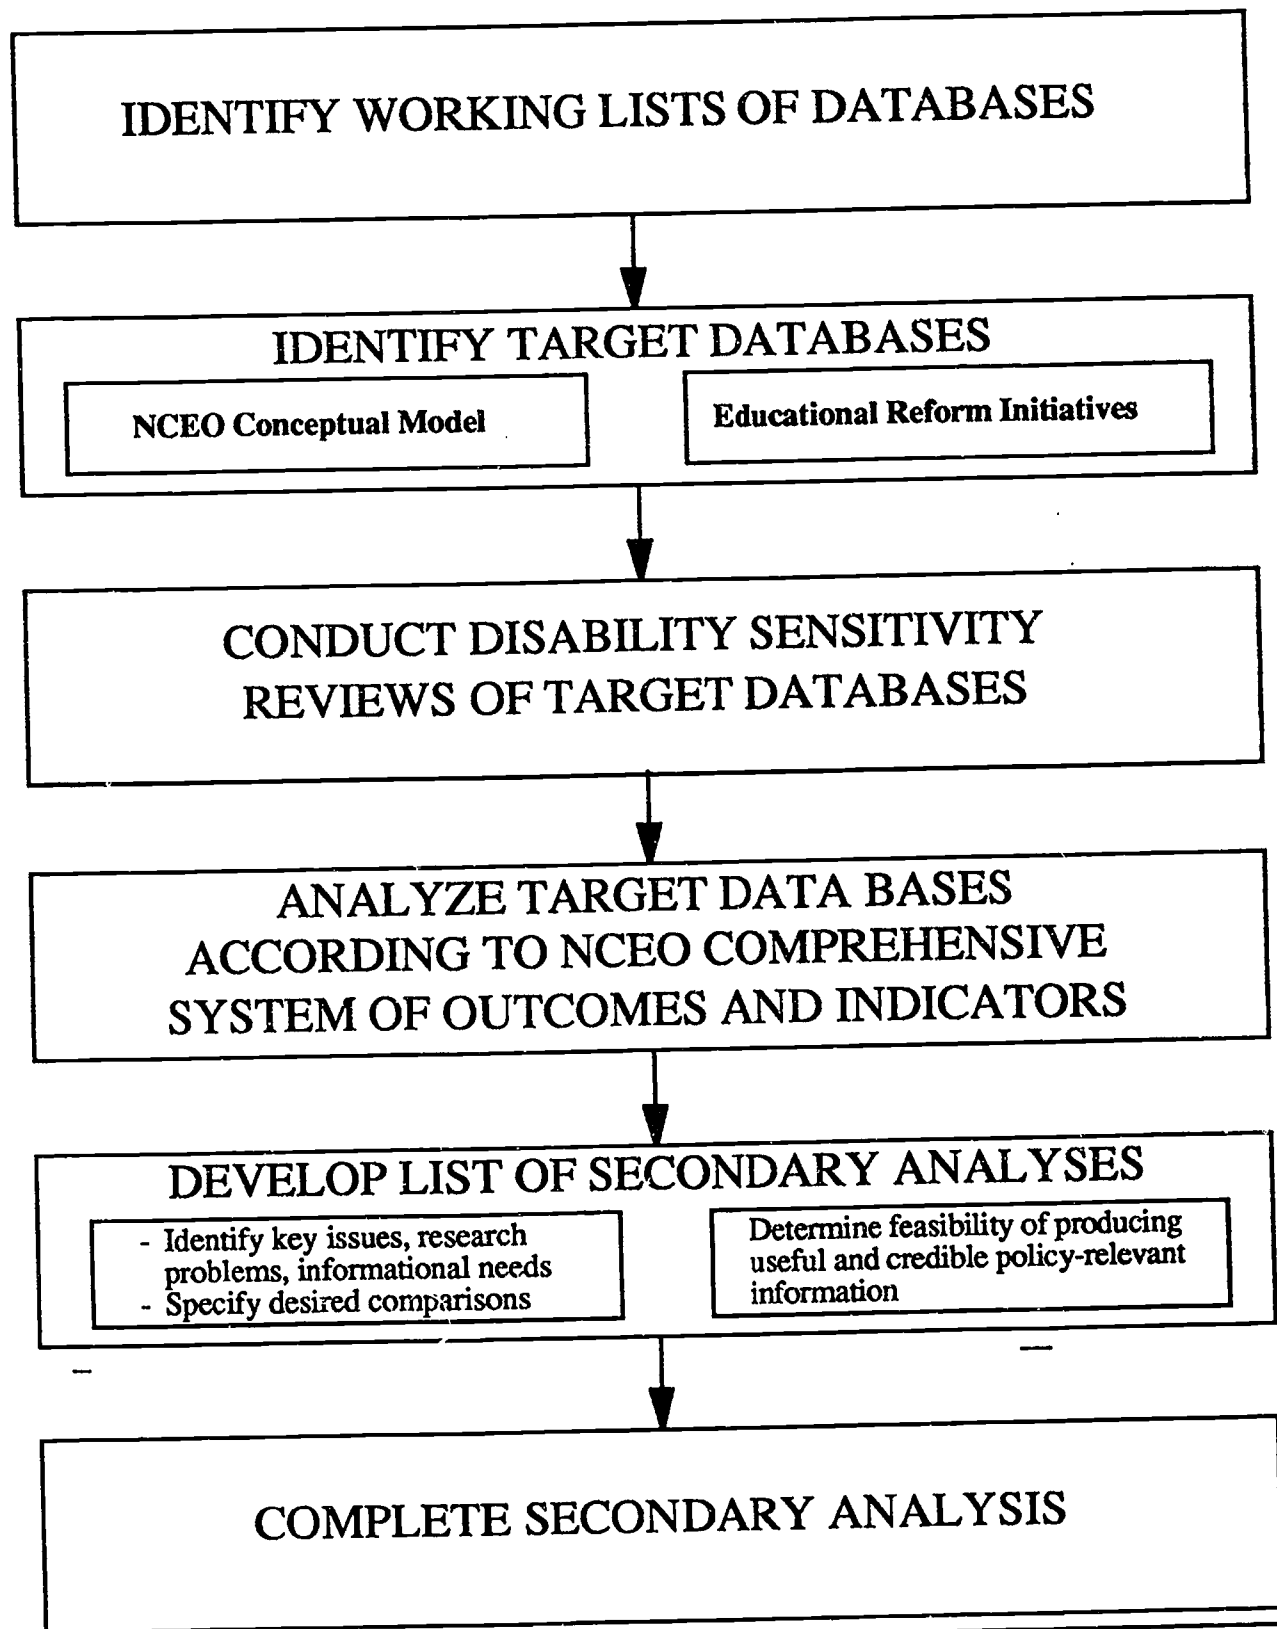 IDENTIFY WORKING LISTS OF DATABASES
IDENTIFY TARGET DATABASES
NCEO Conceptual Model
Educational Reform Initiatives
CONDUCT DISABILITY SENSITIVITY
REVIEWS OF TARGET DATABASES
ANALYZE TARGET DATA BASES
ACCORDING TO NCEO COMPREHENSIVE
SYSTEM OF OUTCOMES AND INDICATORS
DEVELOP LIST OF SECONDARY ANALYSES
- Identify key issues, research
problems, informational needs
- Specify desired comparisons
Determine feasibility of producing
useful and credible policy-relevant
information
COMPLETE SECONDARY ANALYSIS